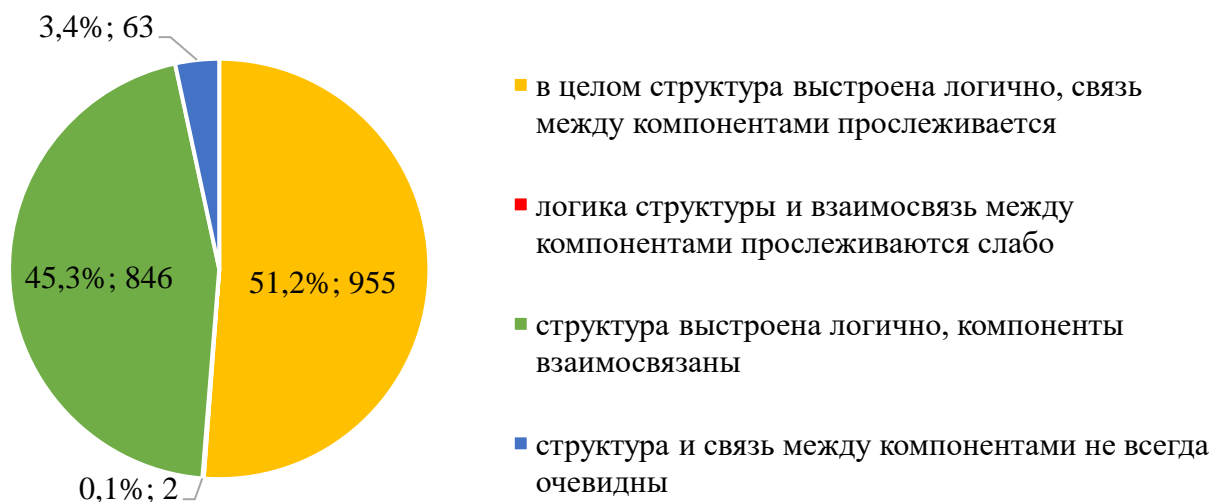 3,4%; 63
45,3%; 846
51,2%; 955
0,1%; 2
в целом структура выстроена логично, связь
между компонентами прослеживается
логика структуры и взаимосвязь между
компонентами прослеживаются слабо
структура выстроена логично, компоненты
взаимосвязаны
структура и связь между компонентами не всегда
очевидны